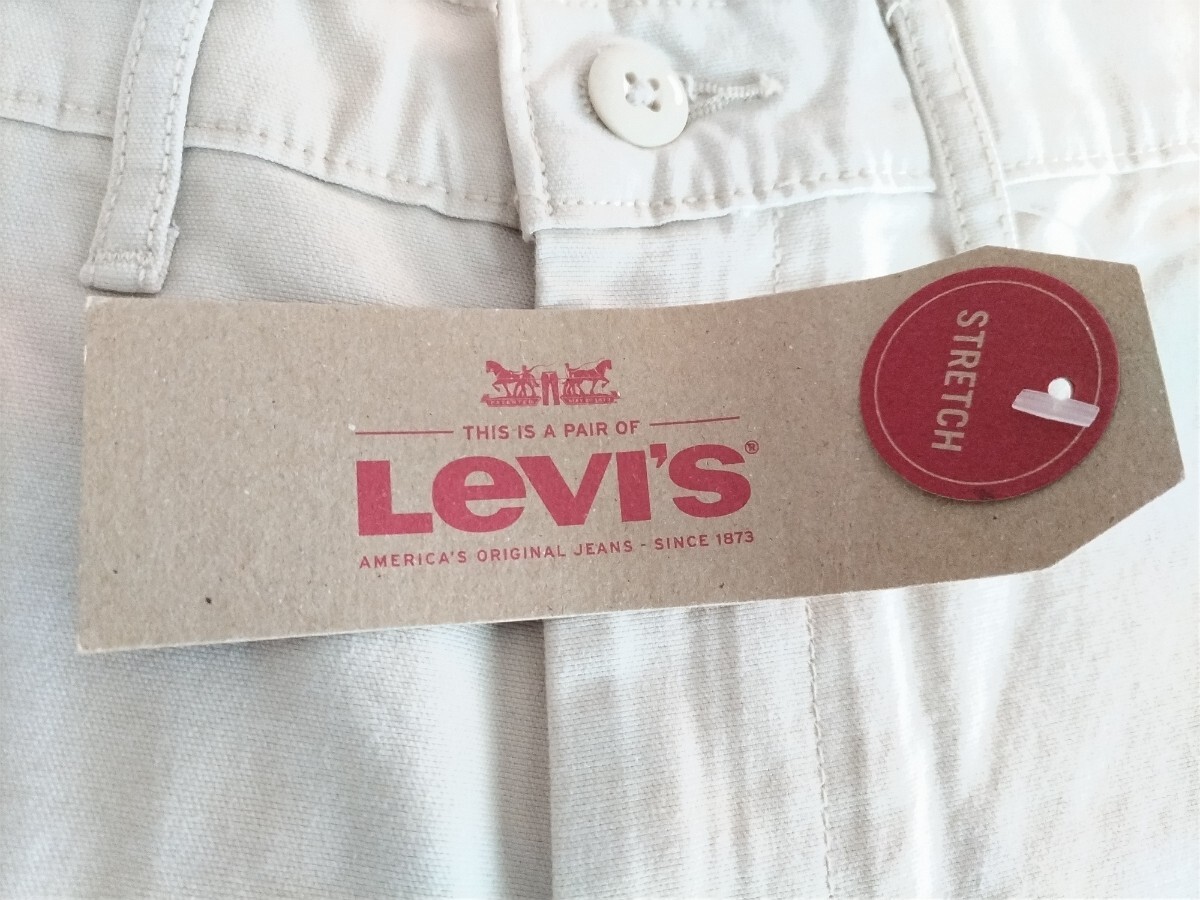 THIS IS A PAIR OF
LEVI'S®
AMERICA'S ORIGINAL JEANS - SINCE 1873
STRETCH